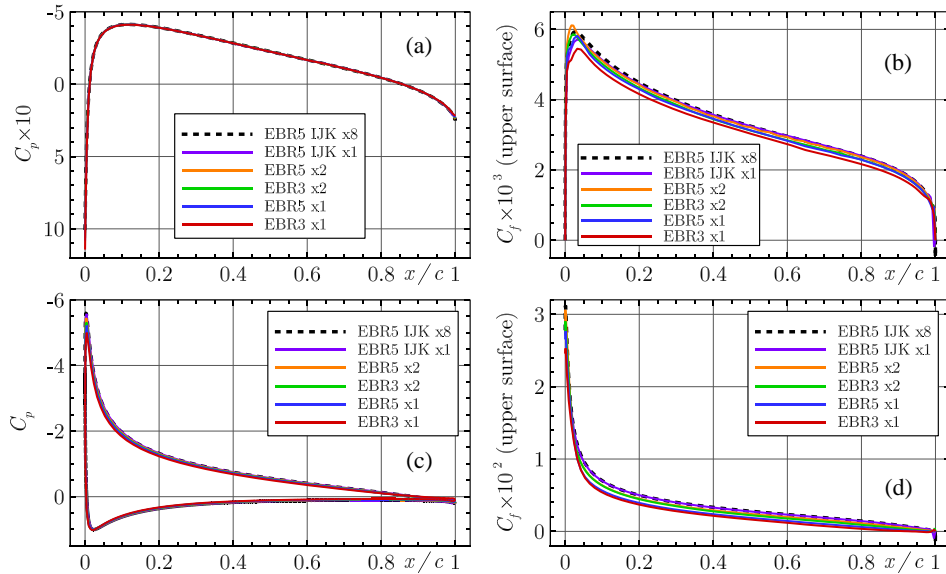 -5
0
5
10
C_p × 10
(a)
EBR5 IJK x8
EBR5 IJK x1
EBR5 x2
EBR3 x2
EBR5 x1
EBR3 x1
0 0.2 0.4 0.6 0.8 x/c 1
6
4
2
0
C_f × 10^3 (upper surface)
(b)
EBR5 IJK x8
EBR5 IJK x1
EBR5 x2
EBR3 x2
EBR5 x1
EBR3 x1
0 0.2 0.4 0.6 0.8 x/c 1
-6
-4
-2
0
C_p
EBR5 IJK x8
EBR5 IJK x1
EBR5 x2
EBR3 x2
EBR5 x1
EBR3 x1
(c)
0 0.2 0.4 0.6 0.8 x/c 1
3
2
1
0
C_f × 10^2 (upper surface)
EBR5 IJK x8
EBR5 IJK x1
EBR5 x2
EBR3 x2
EBR5 x1
EBR3 x1
(d)
0 0.2 0.4 0.6 0.8 x/c 1